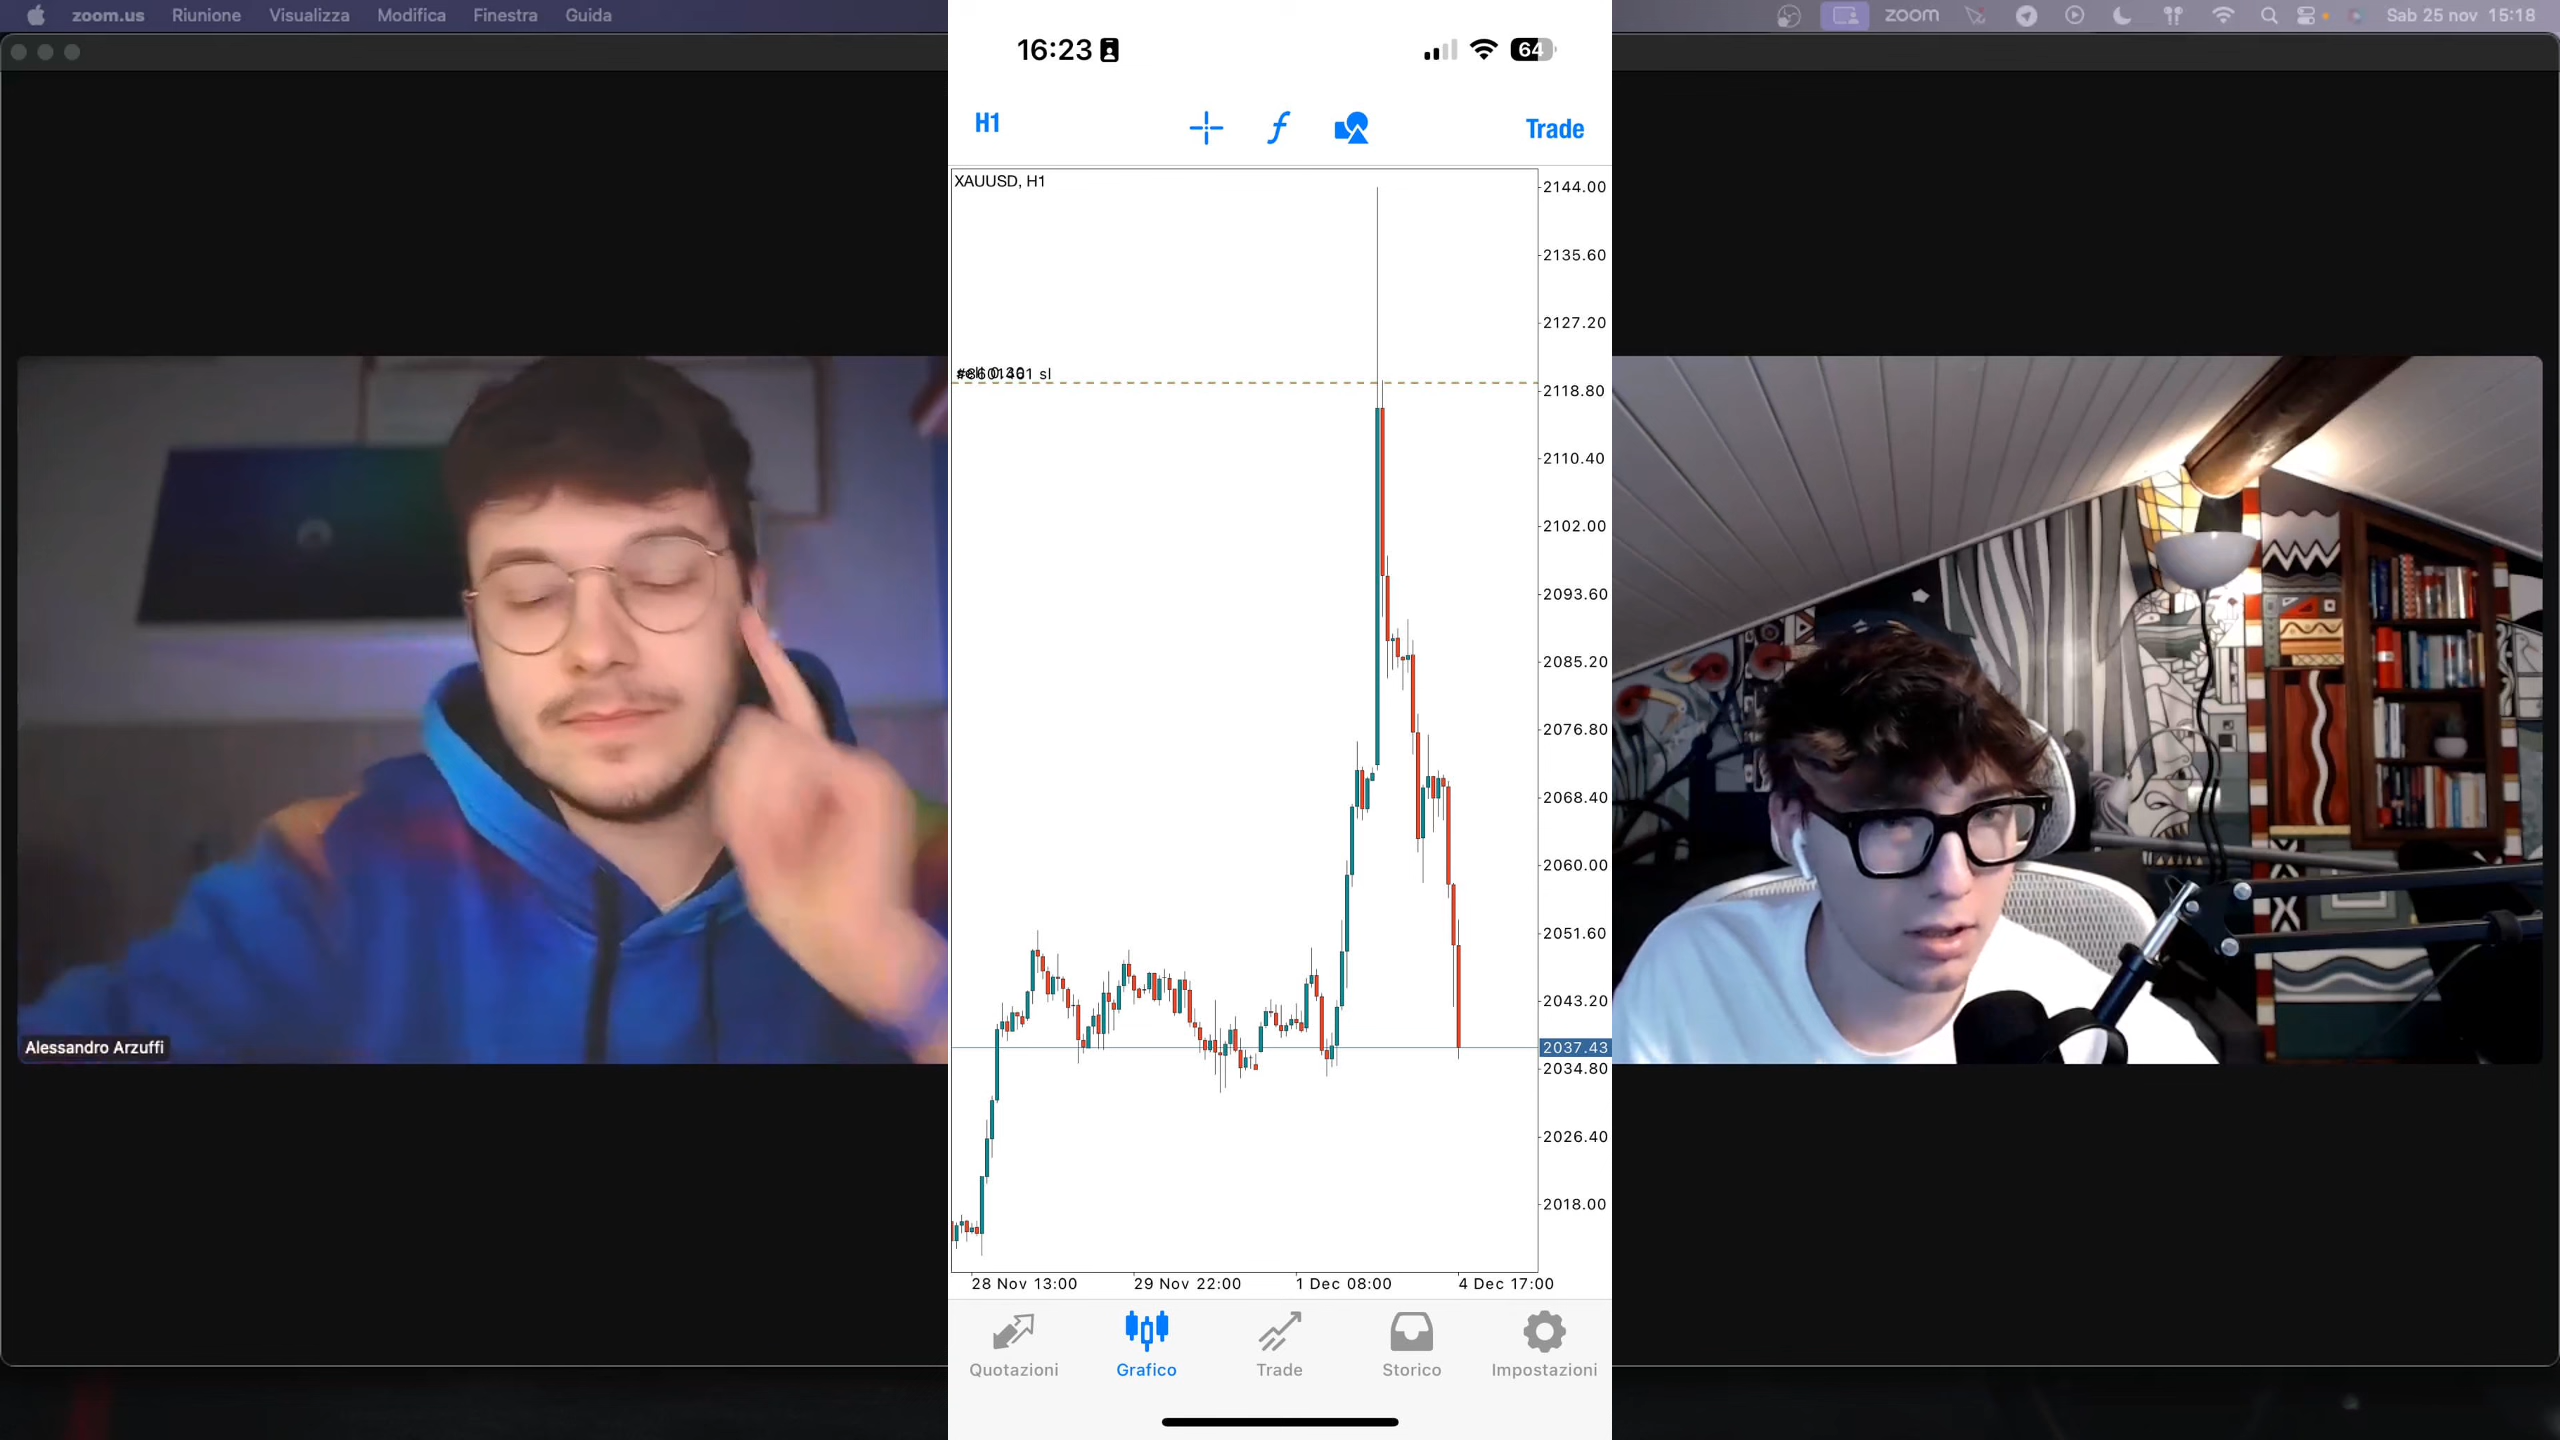 zoom.us Riunione Visualizza Modifica Finestra Guida
zoom Sab 25 nov 15:18
16:23
64
H1
Trade
XAUUSD, H1
sl
2144.00
2135.60
2127.20
2118.80
2110.40
2102.00
2093.60
2085.20
2076.80
2068.40
2060.00
2051.60
2043.20
2037.43
2034.80
2026.40
2018.00
28 Nov 13:00 29 Nov 22:00 1 Dec 08:00 4 Dec 17:00
Quotazioni Grafico Trade Storico Impostazioni
Alessandro Arzuffi